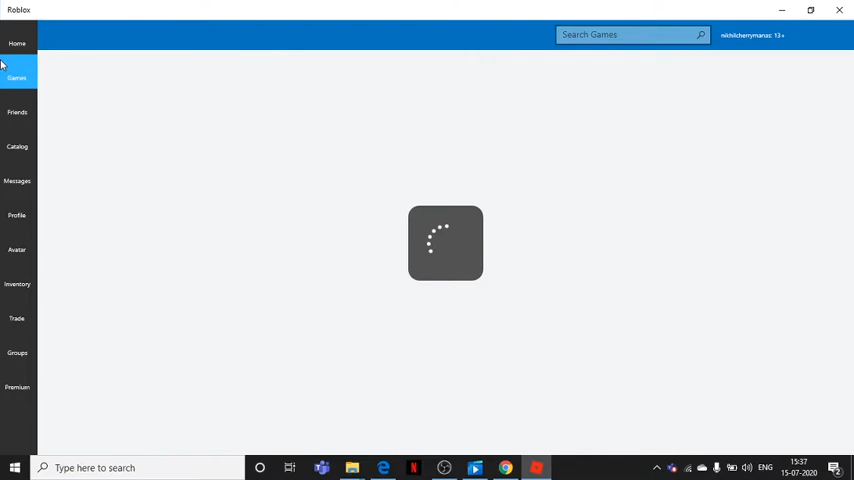 Roblox
Search Games
nikhilcherrymanas: 13+
Home
Games
Friends
Catalog
Messages
Profile
Avatar
Inventory
Trade
Groups
Premium
Type here to search
N
ENG
15:37
15-07-2020
2